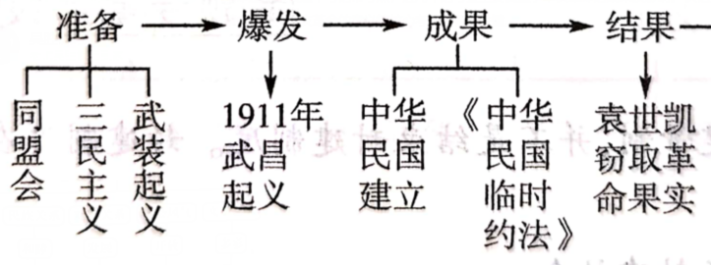 准备 爆发 成果 结果
同盟会
三民主义
武装起义
1911年
武昌
起义
中华
民国
建立
《中华
民国
临时
约法》
袁世凯
窃取革
命果实